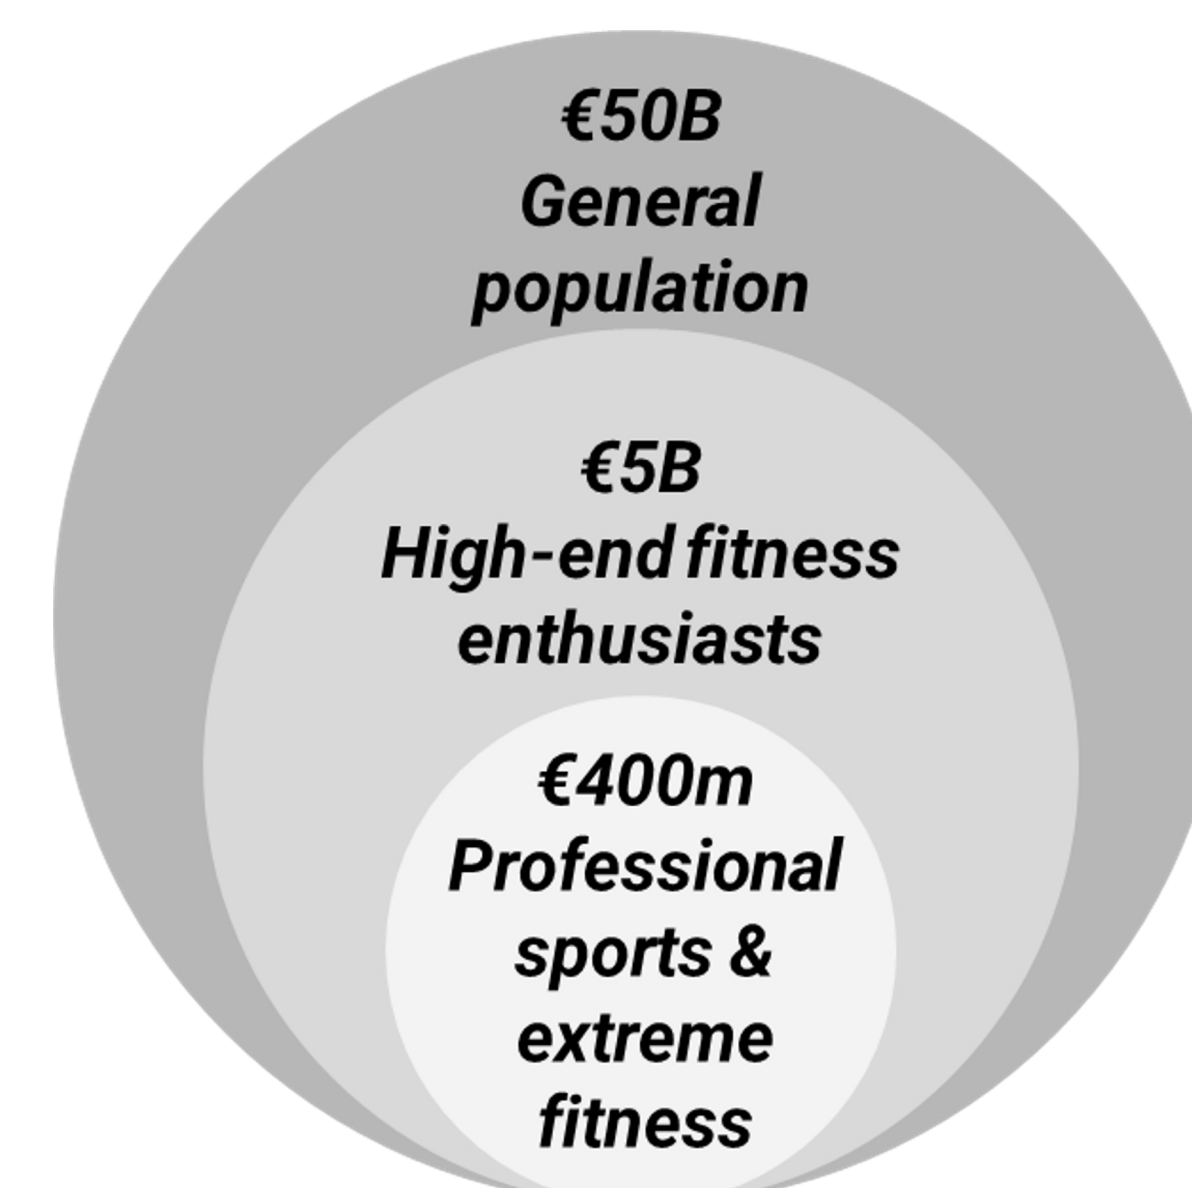 €50B
General
population
€5B
High-end fitness
enthusiasts
€400m
Professional
sports &
extreme
fitness